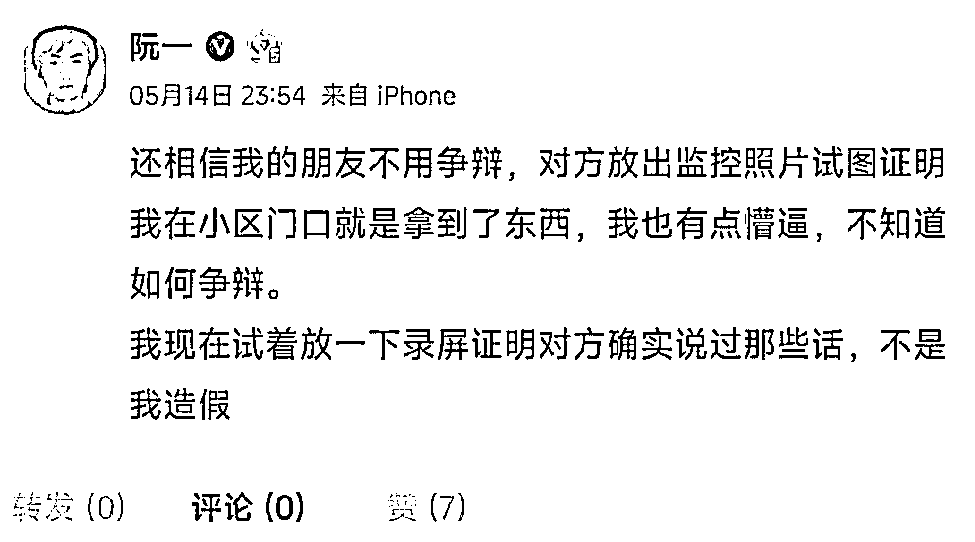 阮一
05月14日 23:54 来自 iPhone
还相信我的朋友不用争辩，对方放出监控照片试图证明
我在小区门口就是拿到了东西，我也有点懵逼，不知道
如何争辩。
我现在试着放一下录屏证明对方确实说过那些话，不是
我造假
转发 (0) 评论 (0) 赞 (7)